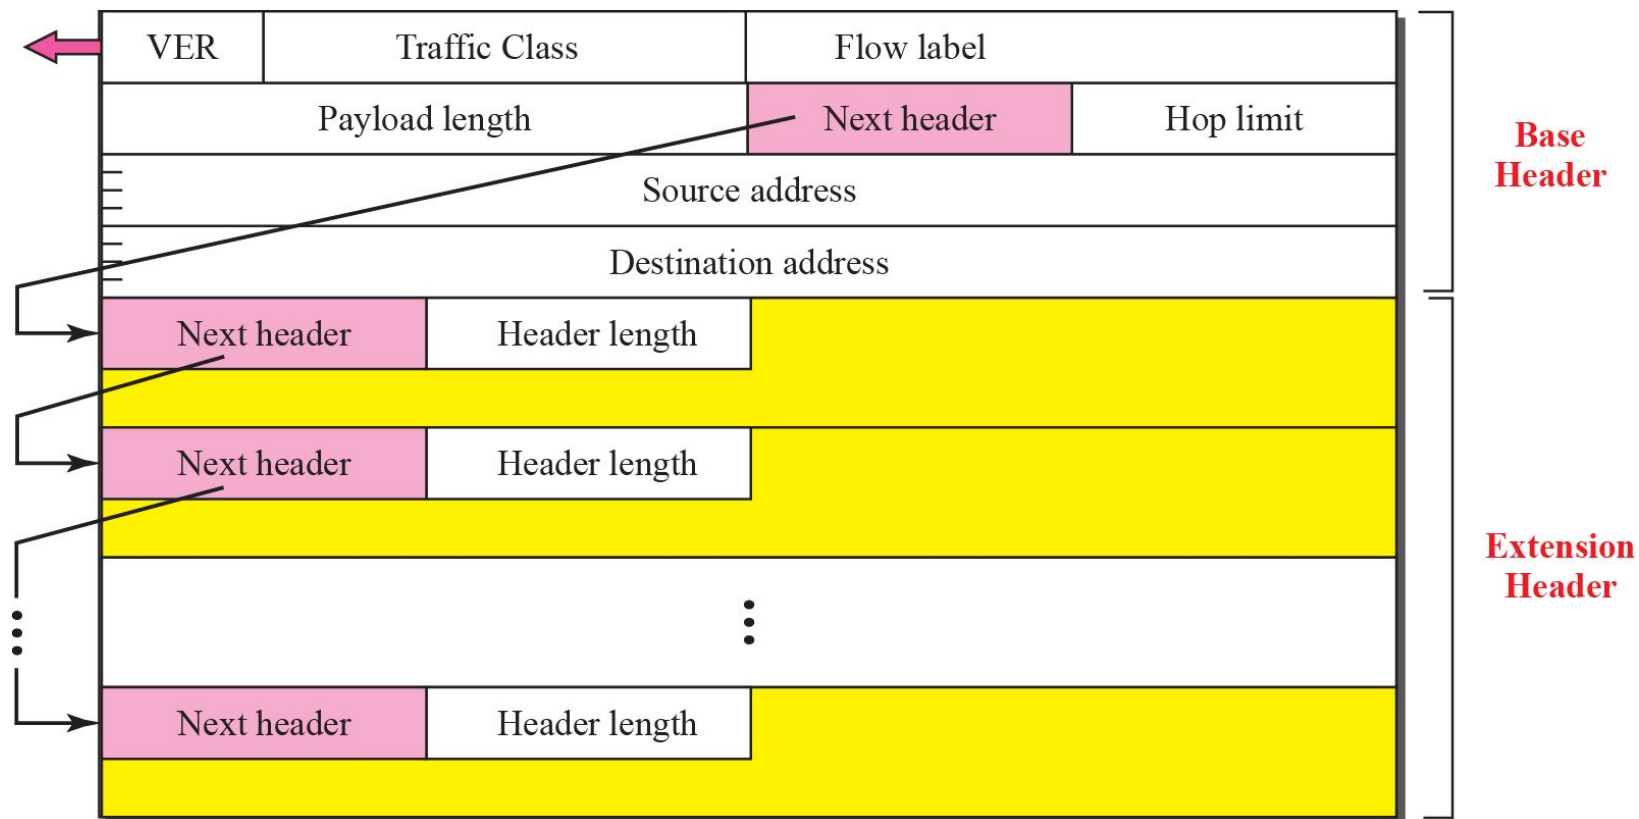 VER Traffic Class Flow label
Payload length Next header Hop limit
Base
Header
Source address
Destination address
Next header Header length
Next header Header length
Extension
Header
Next header Header length